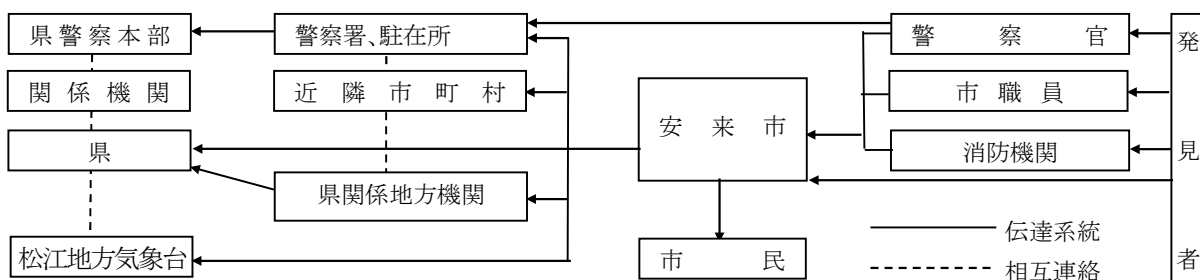 県警察本部
警察署、駐在所
警察官
発見者
関係機関
近隣市町村
安来市
市職員
県
消防機関
県関係地方機関
伝達系統
松江地方気象台
市民
相互連絡